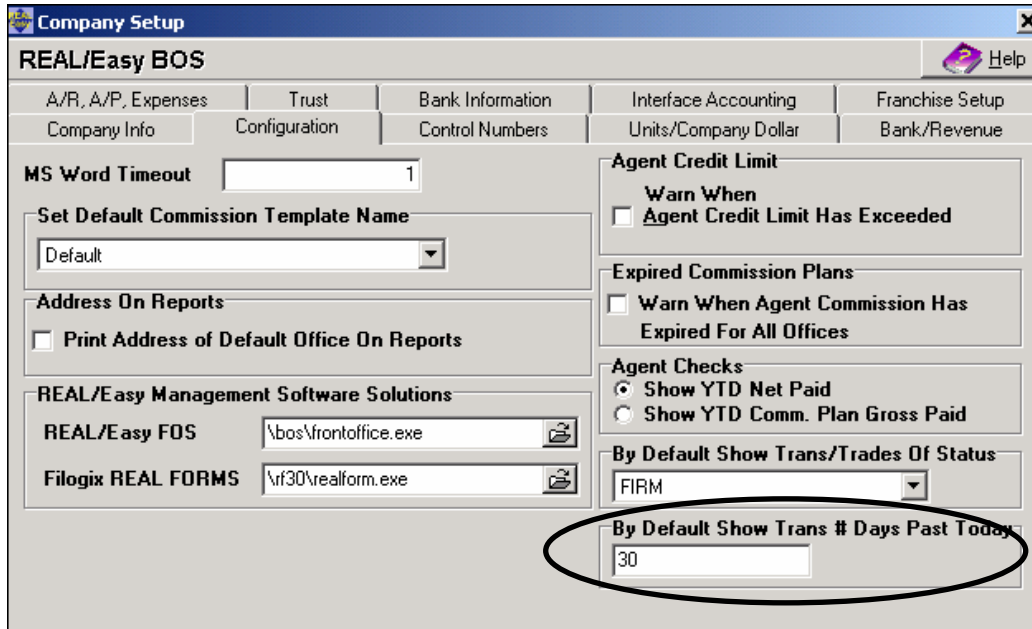 Company Setup
REAL/Easy BOS
Help
A/R, A/P, Expenses
Trust
Bank Information
Interface Accounting
Franchise Setup
Company Info
Configuration
Control Numbers
Units/Company Dollar
Bank/Revenue
MS Word Timeout
1
Set Default Commission Template Name
Default
Address On Reports
Print Address of Default Office On Reports
REAL/Easy Management Software Solutions
REAL/Easy FOS
\bos\frontoffice.exe
Filogix REAL FORMS
\rf30\realform.exe
Agent Credit Limit
Warn When
Agent Credit Limit Has Exceeded
Expired Commission Plans
Warn When Agent Commission Has
Expired For All Offices
Agent Checks
Show YTD Net Paid
Show YTD Comm. Plan Gross Paid
By Default Show Trans/Trades Of Status
FIRM
By Default Show Trans # Days Past Today
30